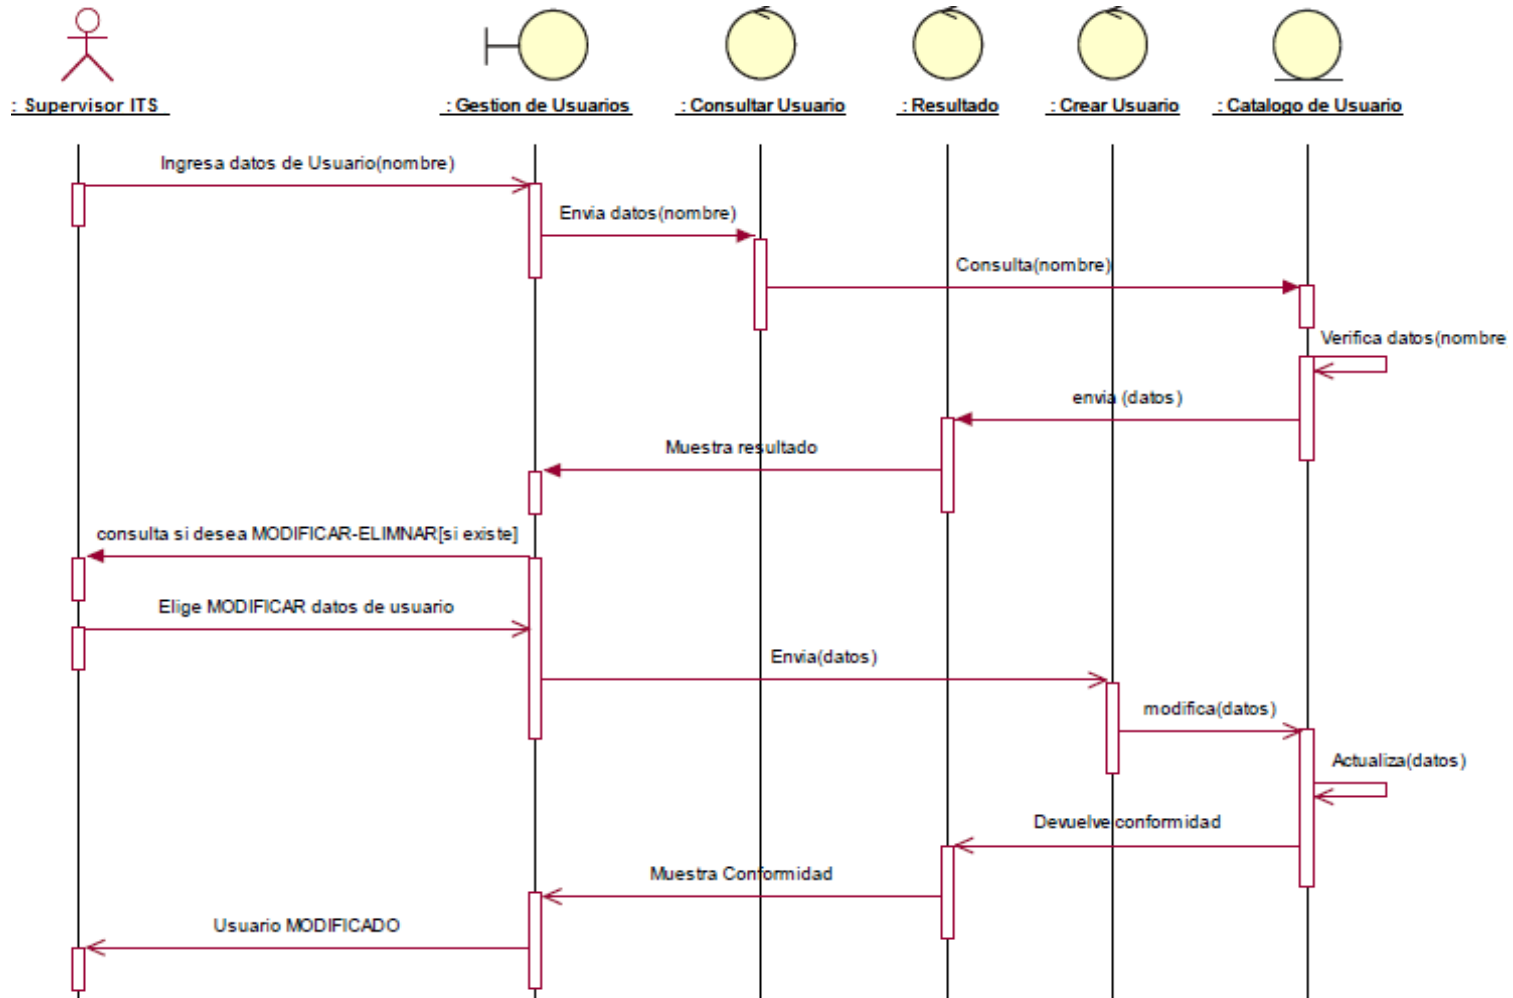 : Supervisor ITS
: Gestion de Usuarios
: Consultar Usuario
: Resultado
: Crear Usuario
: Catalogo de Usuario
Ingresa datos de Usuario(nombre)
Envia datos(nombre)
Consulta(nombre)
Verifica datos(nombre
envia (datos)
Muestra resultado
consulta si desea MODIFICAR-ELIMNAR[si existe]
Elige MODIFICAR datos de usuario
Envia(datos)
modifica(datos)
Actualiza(datos)
Devuelve conformidad
Muestra Conformidad
Usuario MODIFICADO